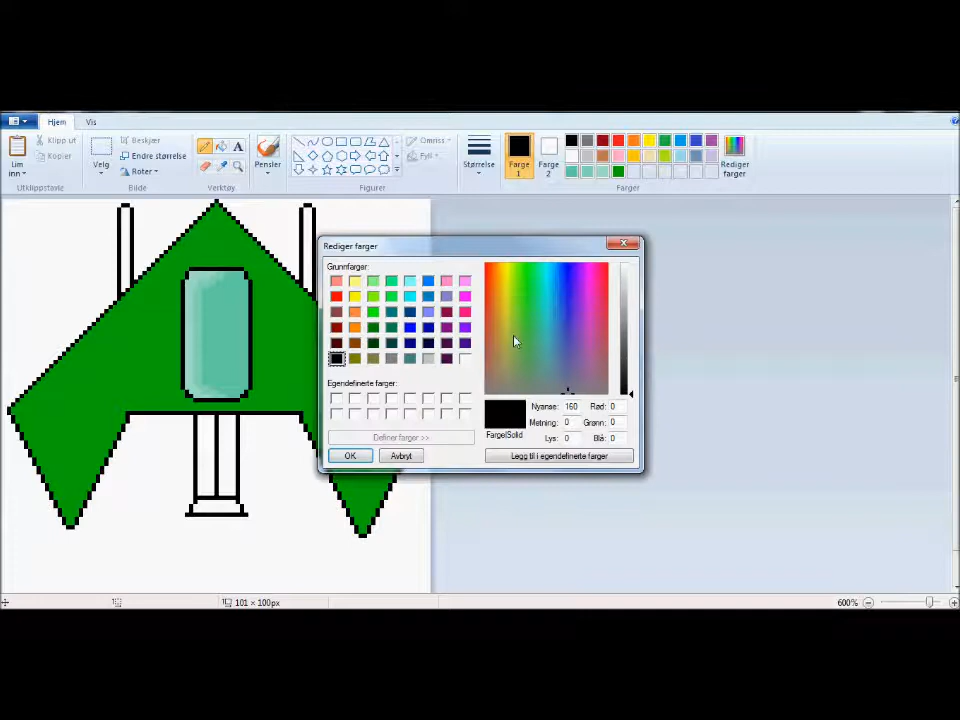 Hjem Vis
Klipp ut
Kopier
Lim inn
Utklippstavle
Velg
Beskjær
Endre størrelse
Roter
Bilde
A
Verktøy
Pensler
Figurer
Omriss
Fyll
Størrelse
Farge 1
Farge 2
Rediger farger
Farger
Rediger farger
Grunnfarger:
Egendefinerte farger:
Definer farger >>
OK Avbryt
Farge|Solid
Nyanse: 160 Rød: 0
Metning: 0 Grønn: 0
Lys: 0 Blå: 0
Legg til i egendefinerte farger
101 × 100px
600%